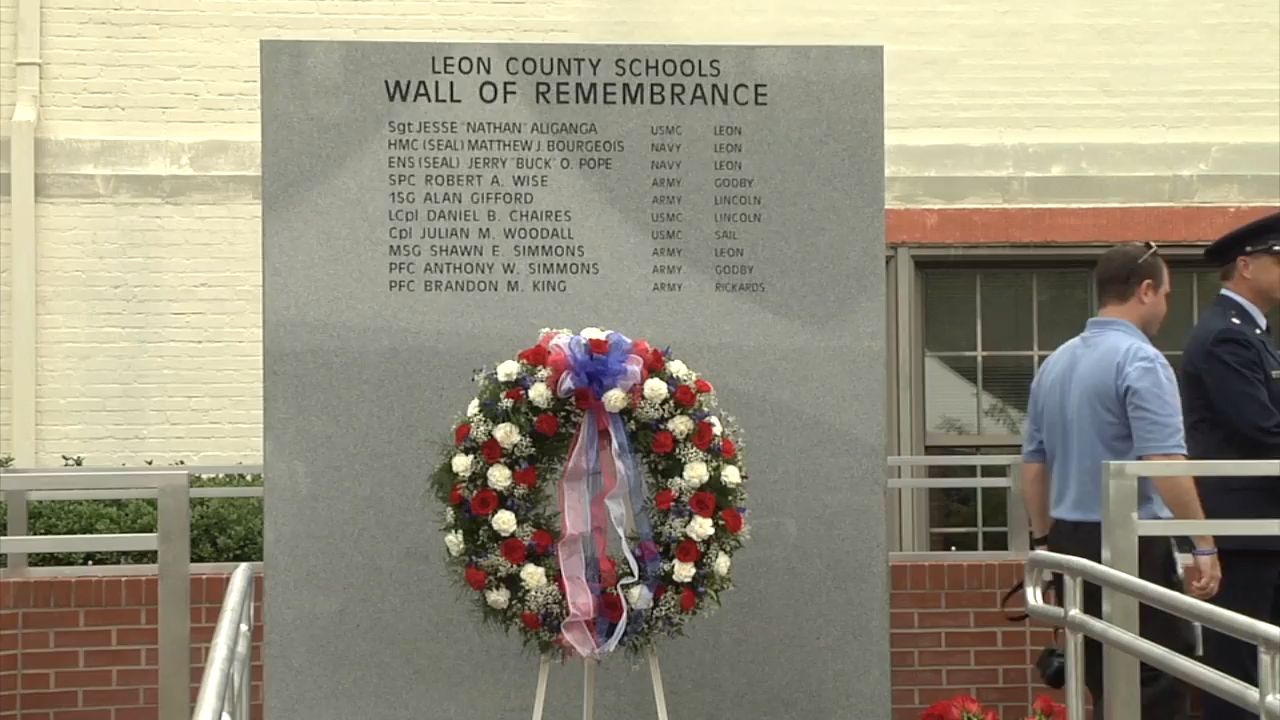 LEON COUNTY SCHOOLS
WALL OF REMEMBRANCE
Sgt JESSE "NATHAN" ALIGANGA USMC LEON
HMC (SEAL) MATTHEW J. BOURGEOIS NAVY LEON
ENS (SEAL) JERRY "BUCK" O. POPE NAVY LEON
SPC ROBERT A. WISE ARMY GODBY
1SG ALAN GIFFORD ARMY LINCOLN
LCpl DANIEL B. CHAIRES USMC LINCOLN
Cpl JULIAN M. WOODALL USMC SAIL
MSG SHAWN E. SIMMONS ARMY LEON
PFC ANTHONY W. SIMMONS ARMY GODBY
PFC BRANDON M. KING ARMY RICKARDS